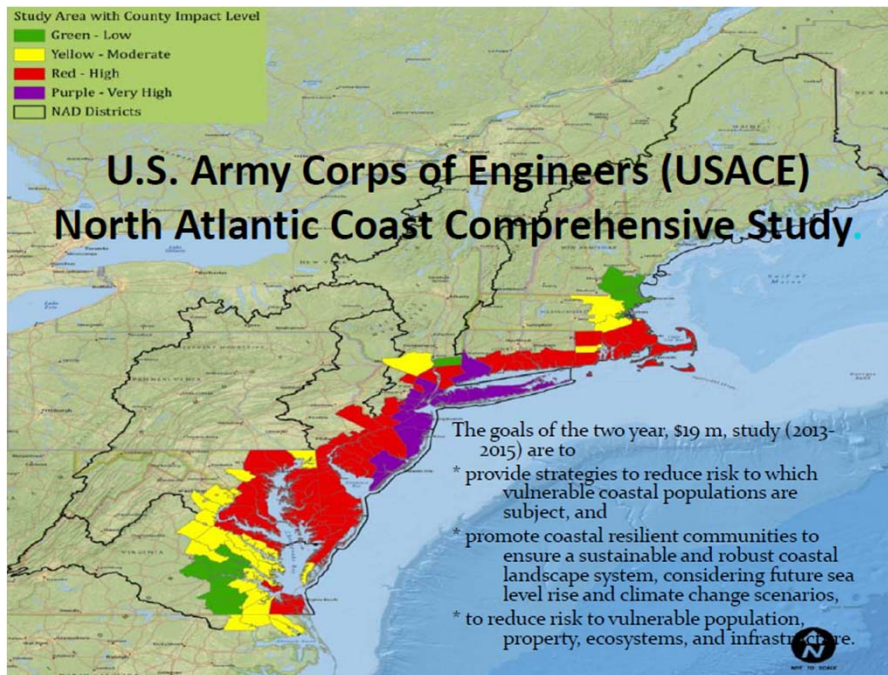 Study Area with County Impact Level
Green - Low
Yellow - Moderate
Red - High
Purple - Very High
NAD Districts
U.S. Army Corps of Engineers (USACE)
North Atlantic Coast Comprehensive Study.
The goals of the two year, $19 m, study (2013-
2015) are to
* provide strategies to reduce risk to which
vulnerable coastal populations are
subject, and
* promote coastal resilient communities to
ensure a sustainable and robust coastal
landscape system, considering future sea
level rise and climate change scenarios,
* to reduce risk to vulnerable population,
property, ecosystems, and infrastructure.
N
NOT TO SCALE
VIRGINIA